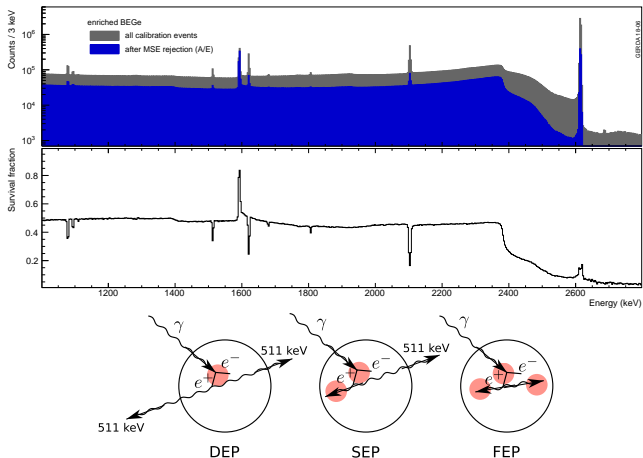 enriched BEGe
all calibration events
after MSE rejection (A/E)
Counts / 3 keV
10^6
10^5
10^4
10^3
GERDA 18-06
Survival fraction
0.8
0.6
0.4
0.2
1200 1400 1600 1800 2000 2200 2400 2600
Energy (keV)
γ e⁻ e⁺ 511 keV 511 keV
γ e⁻ e⁺ 511 keV
γ e⁻ e⁺
DEP SEP FEP